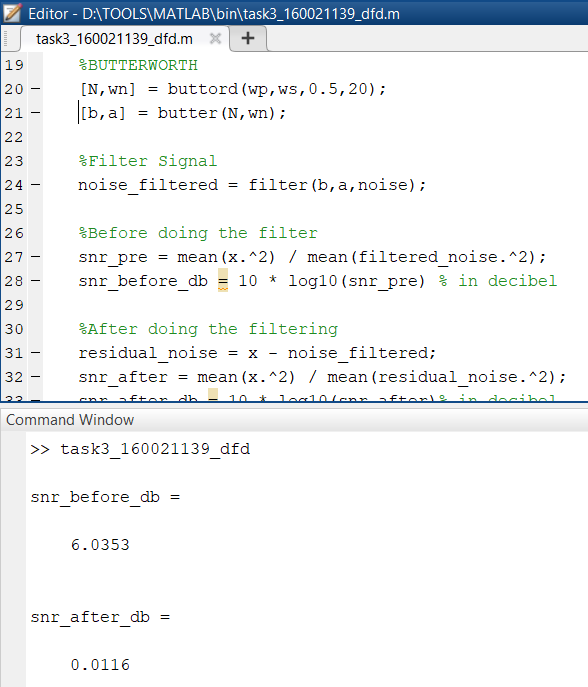 Editor - D:\TOOLS\MATLAB\bin\task3_160021139_dfd.m
task3_160021139_dfd.m
19 %BUTTERWORTH
20 - [N,wn] = buttord(wp,ws,0.5,20);
21 - [b,a] = butter(N,wn);
22
23 %Filter Signal
24 - noise_filtered = filter(b,a,noise);
25
26 %Before doing the filter
27 - snr_pre = mean(x.^2) / mean(filtered_noise.^2);
28 - snr_before_db = 10 * log10(snr_pre) % in decibel
29
30 %After doing the filtering
31 - residual_noise = x - noise_filtered;
32 - snr_after = mean(x.^2) / mean(residual_noise.^2);
33 - snr_after_db = 10 * log10(snr_after)% in decibel
Command Window
>> task3_160021139_dfd
snr_before_db =
6.0353
snr_after_db =
0.0116